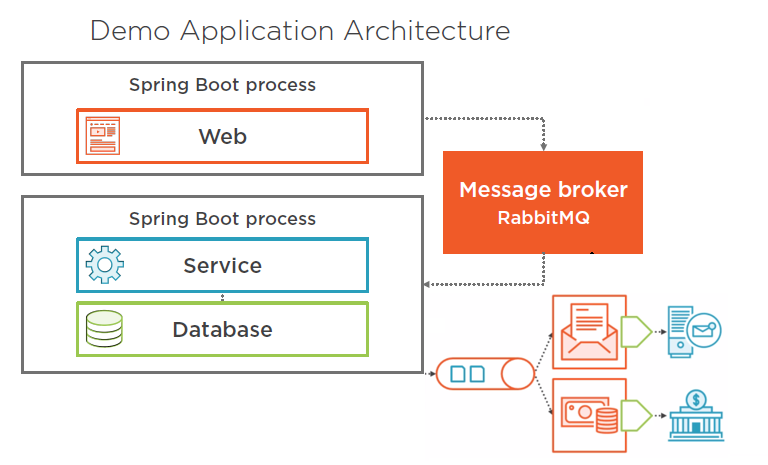 Demo Application Architecture
Spring Boot process
Web
Message broker
RabbitMQ
Spring Boot process
Service
Database
$